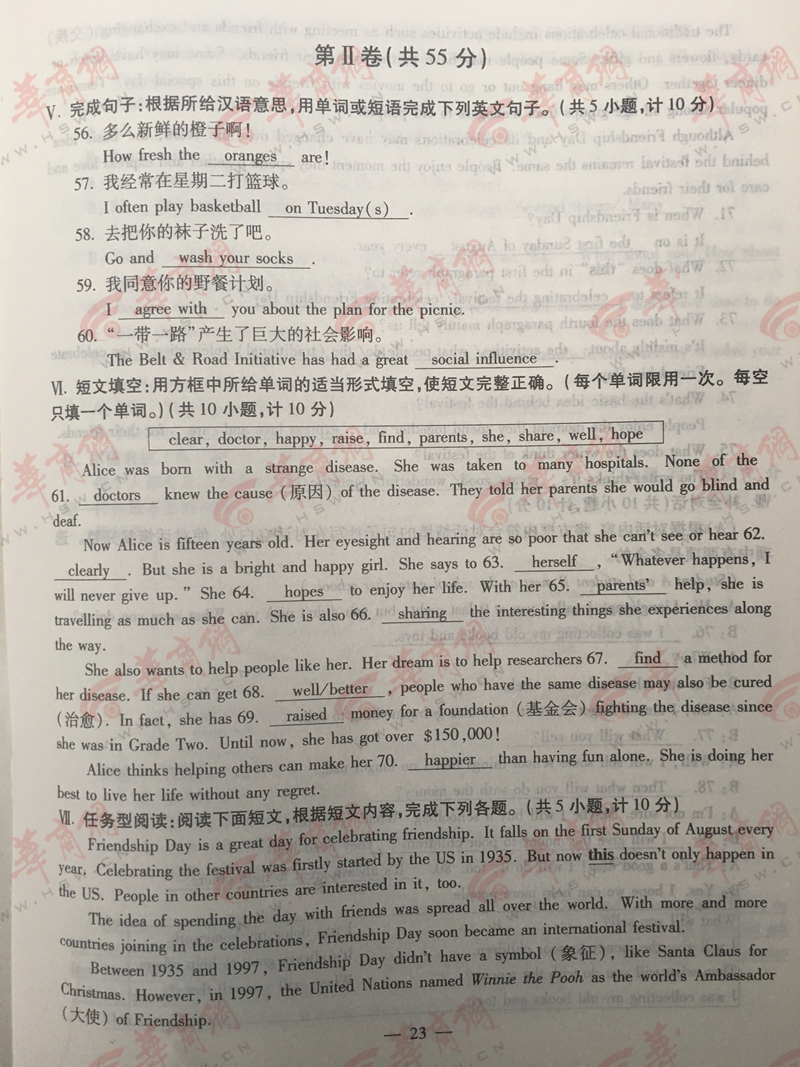 第Ⅱ卷(共55分)
Ⅴ. 完成句子:根据所给汉语意思,用单词或短语完成下列英文句子。(共5小题,计10分)
56. 多么新鲜的橙子啊!
How fresh the oranges are!
57. 我经常在星期二打篮球。
I often play basketball on Tuesday(s) .
58. 去把你的袜子洗了吧。
Go and wash your socks .
59. 我同意你的野餐计划。
I agree with you about the plan for the picnic.
60. “一带一路”产生了巨大的社会影响。
The Belt & Road Initiative has had a great social influence .
Ⅵ. 短文填空:用方框中所给单词的适当形式填空,使短文完整正确。(每个单词限用一次。每空
只填一个单词。)(共10小题,计10分)
clear, doctor, happy, raise, find, parents, she, share, well, hope
Alice was born with a strange disease. She was taken to many hospitals. None of the
61. doctors knew the cause (原因) of the disease. They told her parents she would go blind and
deaf.
Now Alice is fifteen years old. Her eyesight and hearing are so poor that she can't see or hear 62.
clearly . But she is a bright and happy girl. She says to 63. herself , “Whatever happens, I
will never give up.” She 64. hopes to enjoy her life. With her 65. parents' help, she is
travelling as much as she can. She is also 66. sharing the interesting things she experiences along
the way.
She also wants to help people like her. Her dream is to help researchers 67. find a method for
her disease. If she can get 68. well/better , people who have the same disease may also be cured
(治愈). In fact, she has 69. raised money for a foundation (基金会) fighting the disease since
she was in Grade Two. Until now, she has got over $150,000!
Alice thinks helping others can make her 70. happier than having fun alone. She is doing her
best to live her life without any regret.
Ⅶ. 任务型阅读:阅读下面短文,根据短文内容,完成下列各题。(共5小题,计10分)
Friendship Day is a great day for celebrating friendship. It falls on the first Sunday of August every
year. Celebrating the festival was firstly started by the US in 1935. But now this doesn't only happen in
the US. People in other countries are interested in it, too.
The idea of spending the day with friends was spread all over the world. With more and more
countries joining in the celebrations, Friendship Day soon became an international festival.
Between 1935 and 1997, Friendship Day didn't have a symbol (象征), like Santa Claus for
Christmas. However, in 1997, the United Nations named Winnie the Pooh as the world's Ambassador
(大使) of Friendship.
— 23 —